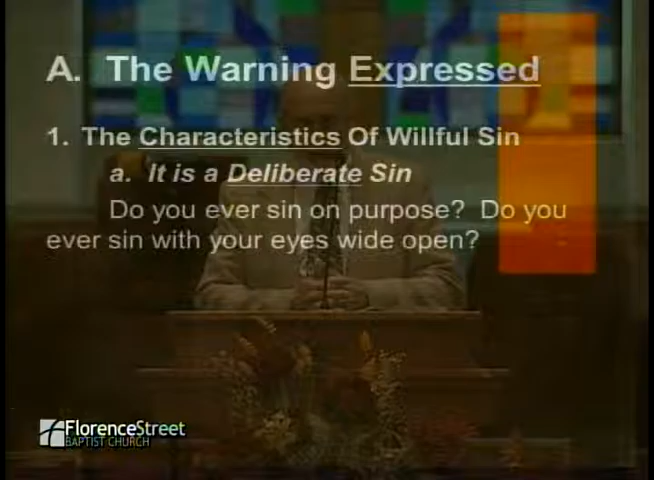 A. The Warning Expressed
1. The Characteristics Of Willful Sin
a. It is a Deliberate Sin
Do you ever sin on purpose? Do you
ever sin with your eyes wide open?
FlorenceStreet
BAPTIST CHURCH